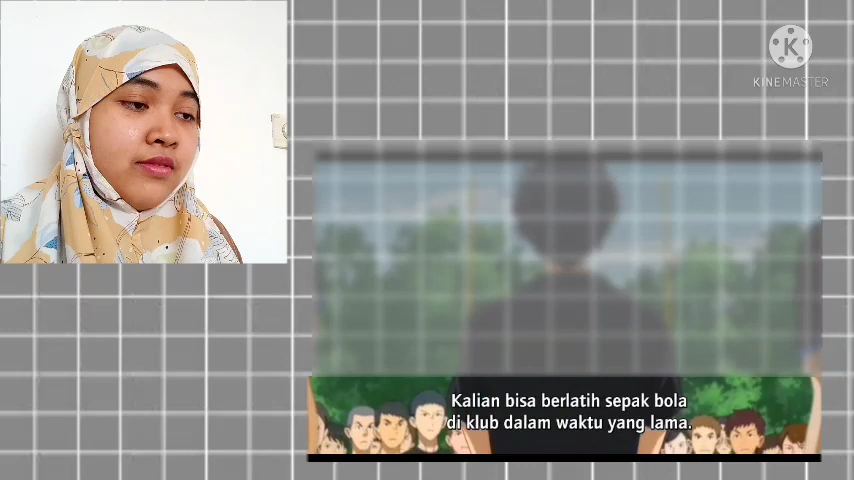 K
KINEMASTER
Kalian bisa berlatih sepak bola
di klub dalam waktu yang lama.